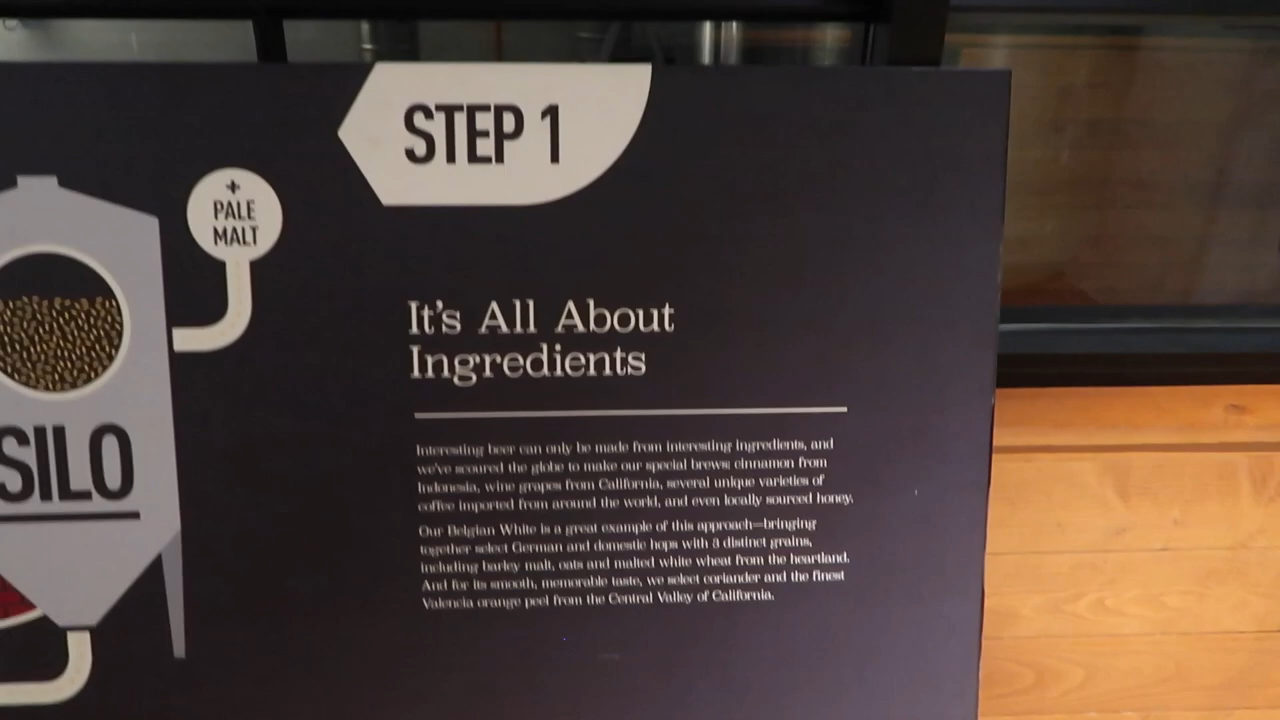 STEP 1
+
PALE
MALT
SILO
It's All About
Ingredients
Interesting beer can only be made from interesting ingredients, and
we've scoured the globe to make our special brews: cinnamon from
Indonesia, wine grapes from California, several unique varieties of
coffee imported from around the world, and even locally sourced honey.
Our Belgian White is a great example of this approach—bringing
together select German and domestic hops with 3 distinct grains,
including barley malt, oats and malted white wheat from the heartland.
And for its smooth, memorable taste, we select coriander and the finest
Valencia orange peel from the Central Valley of California.